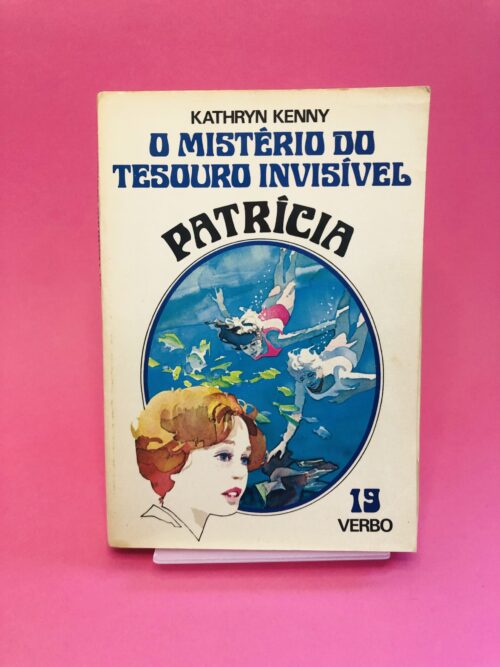 KATHRYN KENNY
O MISTÉRIO DO
TESOURO INVISÍVEL
PATRÍCIA
19
VERBO